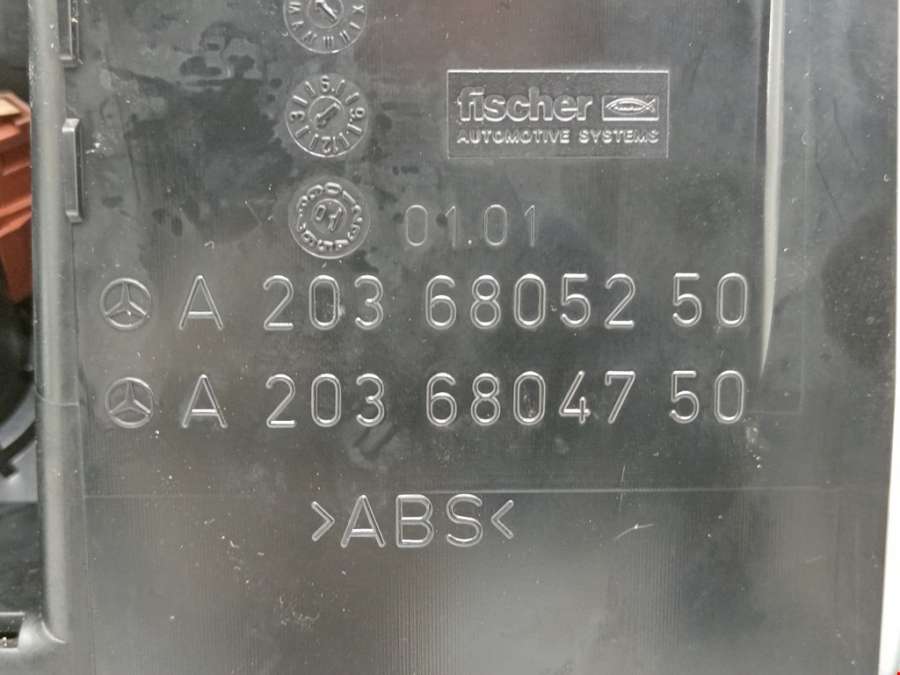 fischer
AUTOMOTIVE SYSTEMS
01.01
A 203 68052 50
A 203 68047 50
>ABS<